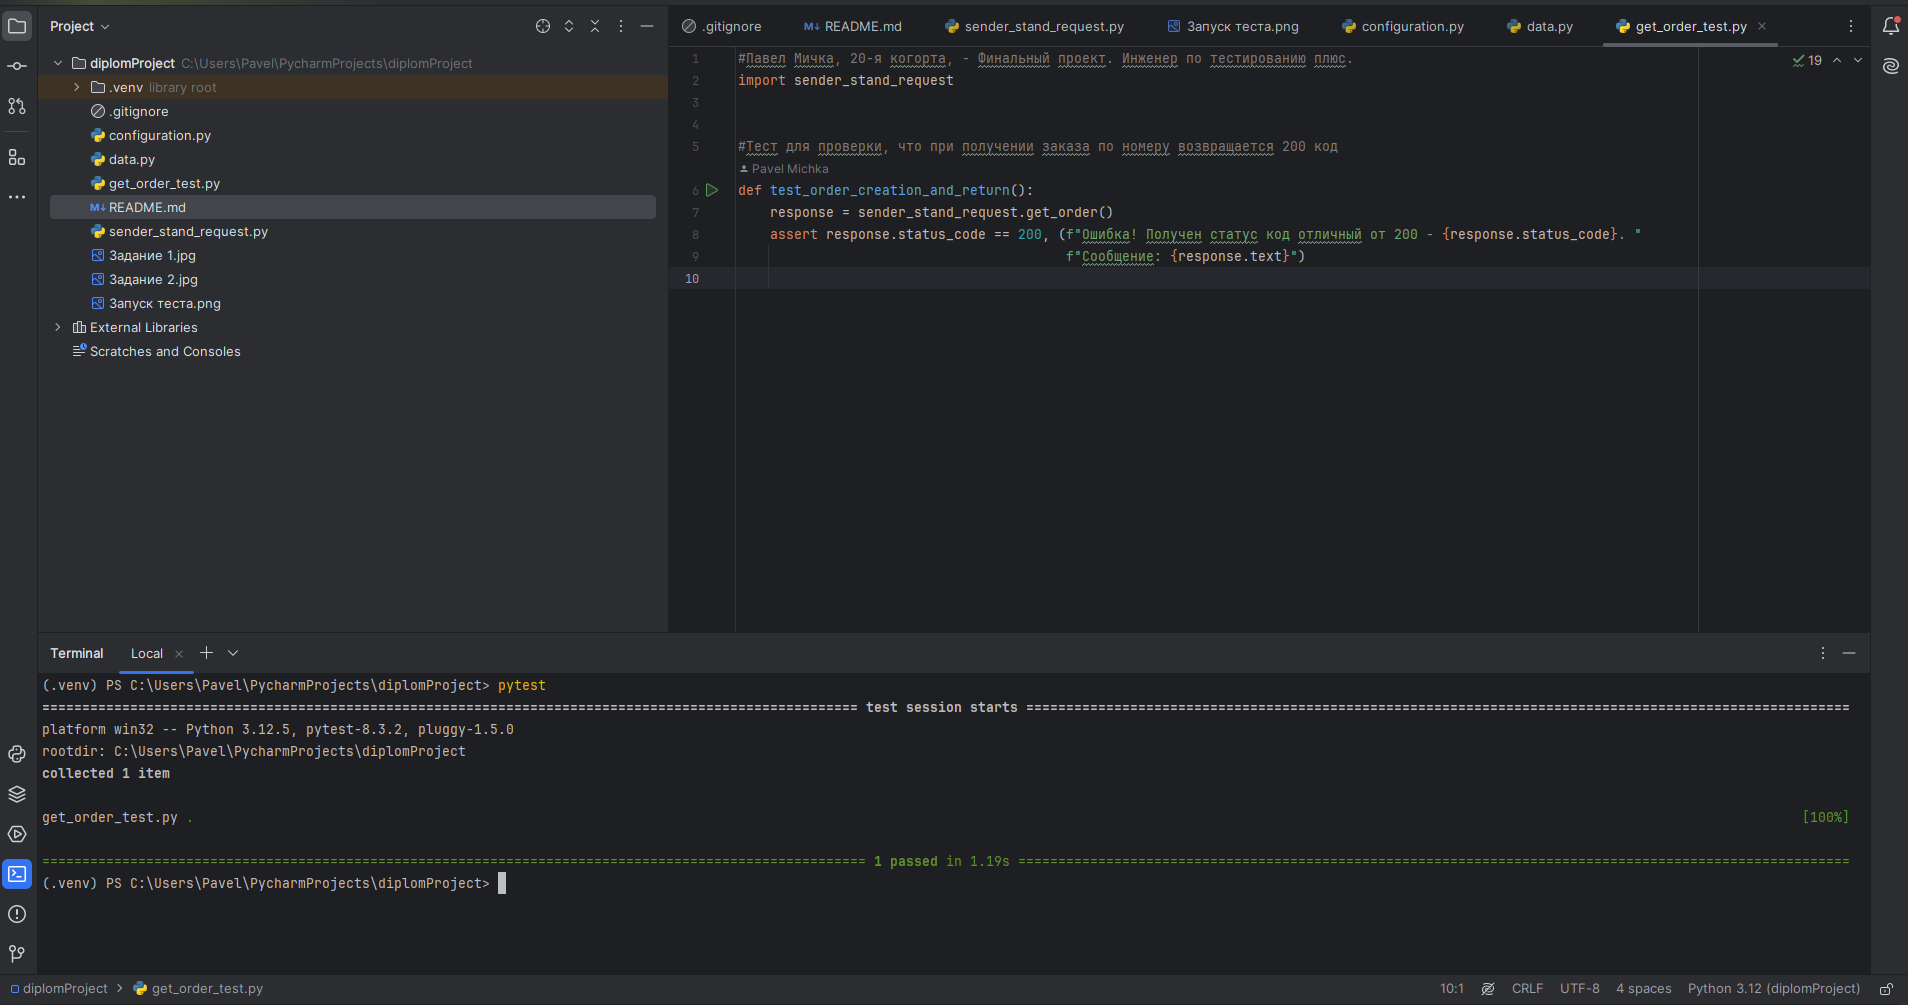 Project
diplomProject C:\Users\Pavel\PycharmProjects\diplomProject
.venv library root
.gitignore
configuration.py
data.py
get_order_test.py
M↓ README.md
sender_stand_request.py
Задание 1.jpg
Задание 2.jpg
Запуск теста.png
External Libraries
Scratches and Consoles
.gitignore M↓ README.md sender_stand_request.py Запуск теста.png configuration.py data.py get_order_test.py
19
1 #Павел Мичка, 20-я когорта, - Финальный проект. Инженер по тестированию плюс.
2 import sender_stand_request
3
4
5 #Тест для проверки, что при получении заказа по номеру возвращается 200 код
Pavel Michka
6 def test_order_creation_and_return():
7 response = sender_stand_request.get_order()
8 assert response.status_code == 200, (f"Ошибка! Получен статус код отличный от 200 - {response.status_code}. "
9 f"Сообщение: {response.text}")
10
Terminal Local
(.venv) PS C:\Users\Pavel\PycharmProjects\diplomProject> pytest
test session starts
platform win32 -- Python 3.12.5, pytest-8.3.2, pluggy-1.5.0
rootdir: C:\Users\Pavel\PycharmProjects\diplomProject
collected 1 item
get_order_test.py . [100%]
1 passed in 1.19s
(.venv) PS C:\Users\Pavel\PycharmProjects\diplomProject>
diplomProject > get_order_test.py 10:1 CRLF UTF-8 4 spaces Python 3.12 (diplomProject)